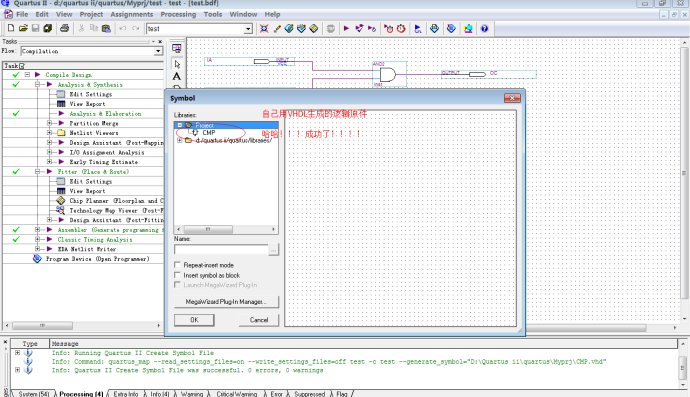 Quartus II - d:/quartus ii/quartus/Myprj/test - test - [test.bdf]
File Edit View Project Assignments Processing Tools Window Help
test
Tasks
Flow: Compilation
Task
Compile Design
Analysis & Synthesis
Edit Settings
View Report
Analysis & Elaboration
Partition Merge
Netlist Viewers
Design Assistant (Post-Mapping
I/O Assignment Analysis
Early Timing Estimate
Fitter (Place & Route)
Edit Settings
View Report
Chip Planner (Floorplan and C
Technology Map Viewer (Post-F
Design Assistant (Post-Fittin
Assembler (Generate programming f
Classic Timing Analysis
EDA Netlist Writer
Program Device (Open Programmer)
IA
INPUT
VCC
AND2
OUTPUT
OC
Symbol
Libraries:
Project
CMP
d:/quartus ii/quartus/libraries/
自己用VHDL生成的逻辑原件
哈哈！！！成功了！！！！
Name:
...
Repeat-insert mode
Insert symbol as block
Launch MegaWizard Plug-In
MegaWizard Plug-In Manager...
OK
Cancel
Type Message
Info: Running Quartus II Create Symbol File
Info: Command: quartus_map --read_settings_files=on --write_settings_files=off test -c test --generate_symbol="D:\Quartus ii\quartus\Myprj\CMP.vhd"
Info: Quartus II Create Symbol File was successful. 0 errors, 0 warnings
System (54) Processing (4) Extra Info Info (4) Warning Critical Warning Error Suppressed Flag